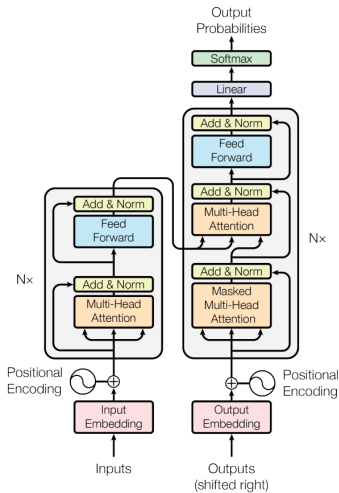 Output
Probabilities
Softmax
Linear
Add & Norm
Feed
Forward
Add & Norm
Multi-Head
Attention
Add & Norm
Masked
Multi-Head
Attention
N×
Add & Norm
Feed
Forward
Add & Norm
Multi-Head
Attention
N×
Positional
Encoding
Positional
Encoding
Input
Embedding
Output
Embedding
Inputs
Outputs
(shifted right)